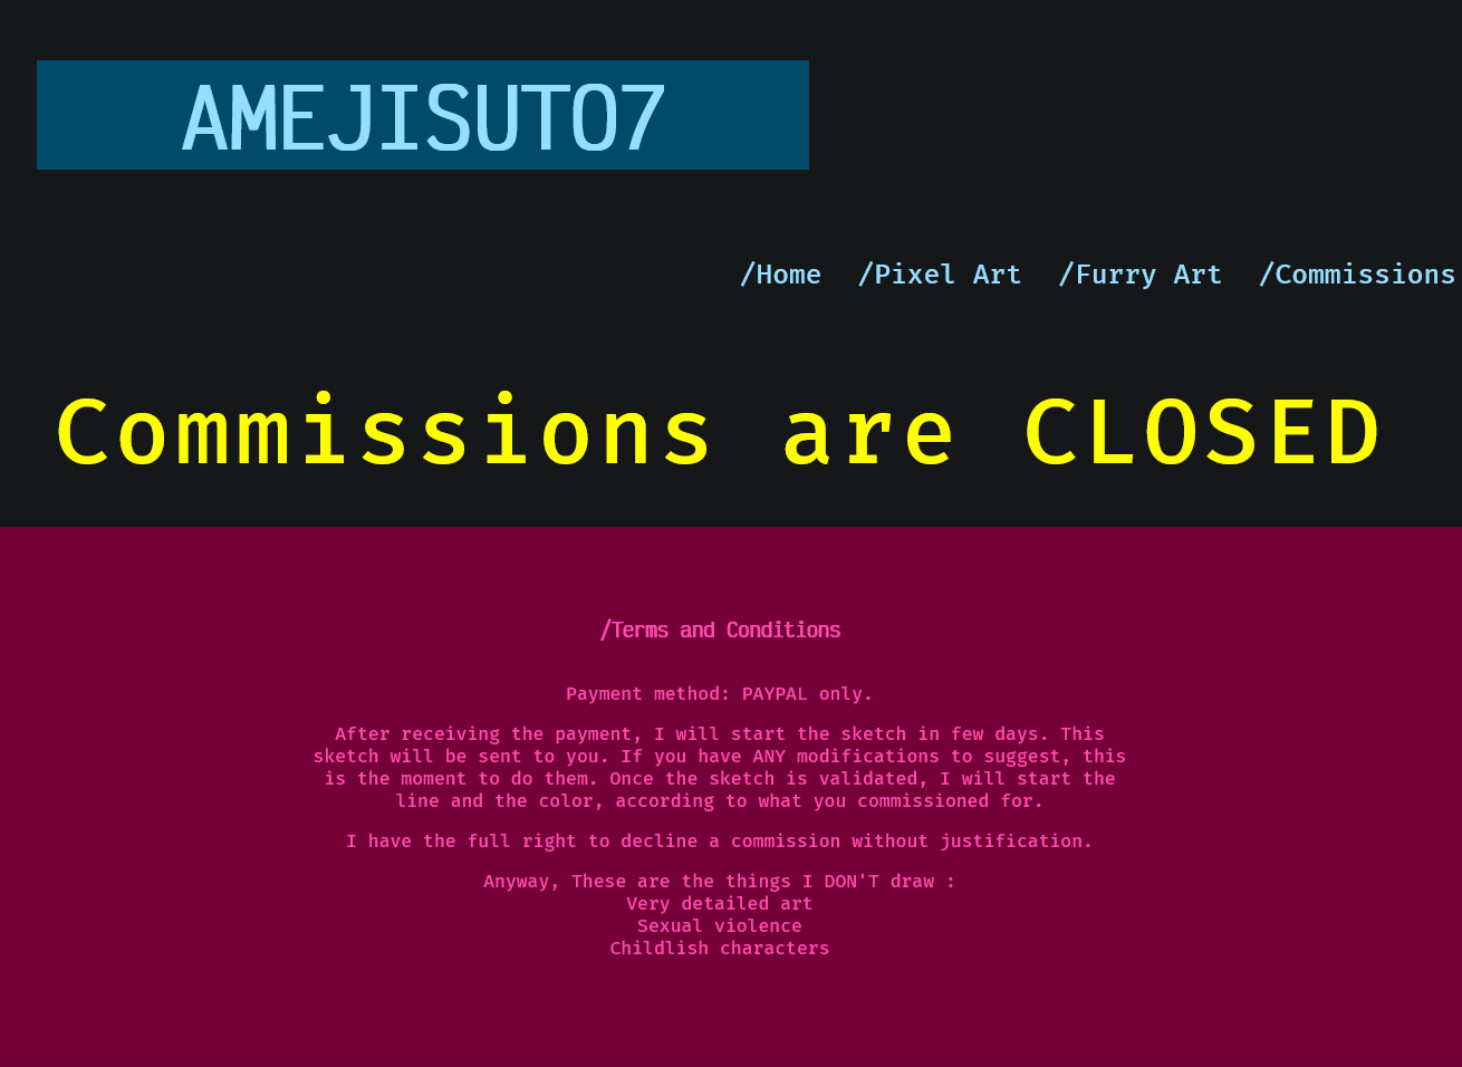 AMEJISUTO7
/Home /Pixel Art /Furry Art /Commissions
Commissions are CLOSED
/Terms and Conditions
Payment method: PAYPAL only.
After receiving the payment, I will start the sketch in few days. This
sketch will be sent to you. If you have ANY modifications to suggest, this
is the moment to do them. Once the sketch is validated, I will start the
line and the color, according to what you commissioned for.
I have the full right to decline a commission without justification.
Anyway, These are the things I DON'T draw :
Very detailed art
Sexual violence
Childlish characters